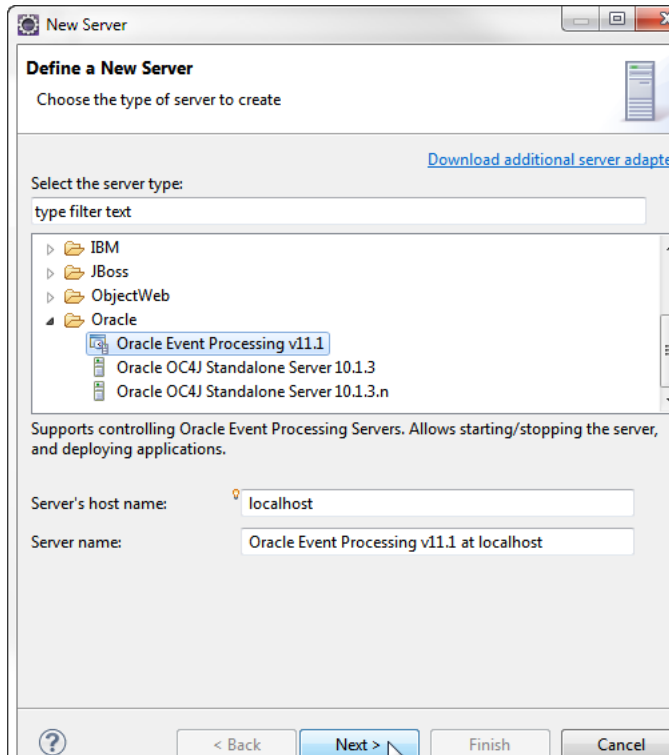 New Server
Define a New Server
Choose the type of server to create
Download additional server adapte
Select the server type:
type filter text
IBM
JBoss
ObjectWeb
Oracle
Oracle Event Processing v11.1
Oracle OC4J Standalone Server 10.1.3
Oracle OC4J Standalone Server 10.1.3.n
Supports controlling Oracle Event Processing Servers. Allows starting/stopping the server,
and deploying applications.
Server's host name: localhost
Server name: Oracle Event Processing v11.1 at localhost
? < Back Next > Finish Cancel